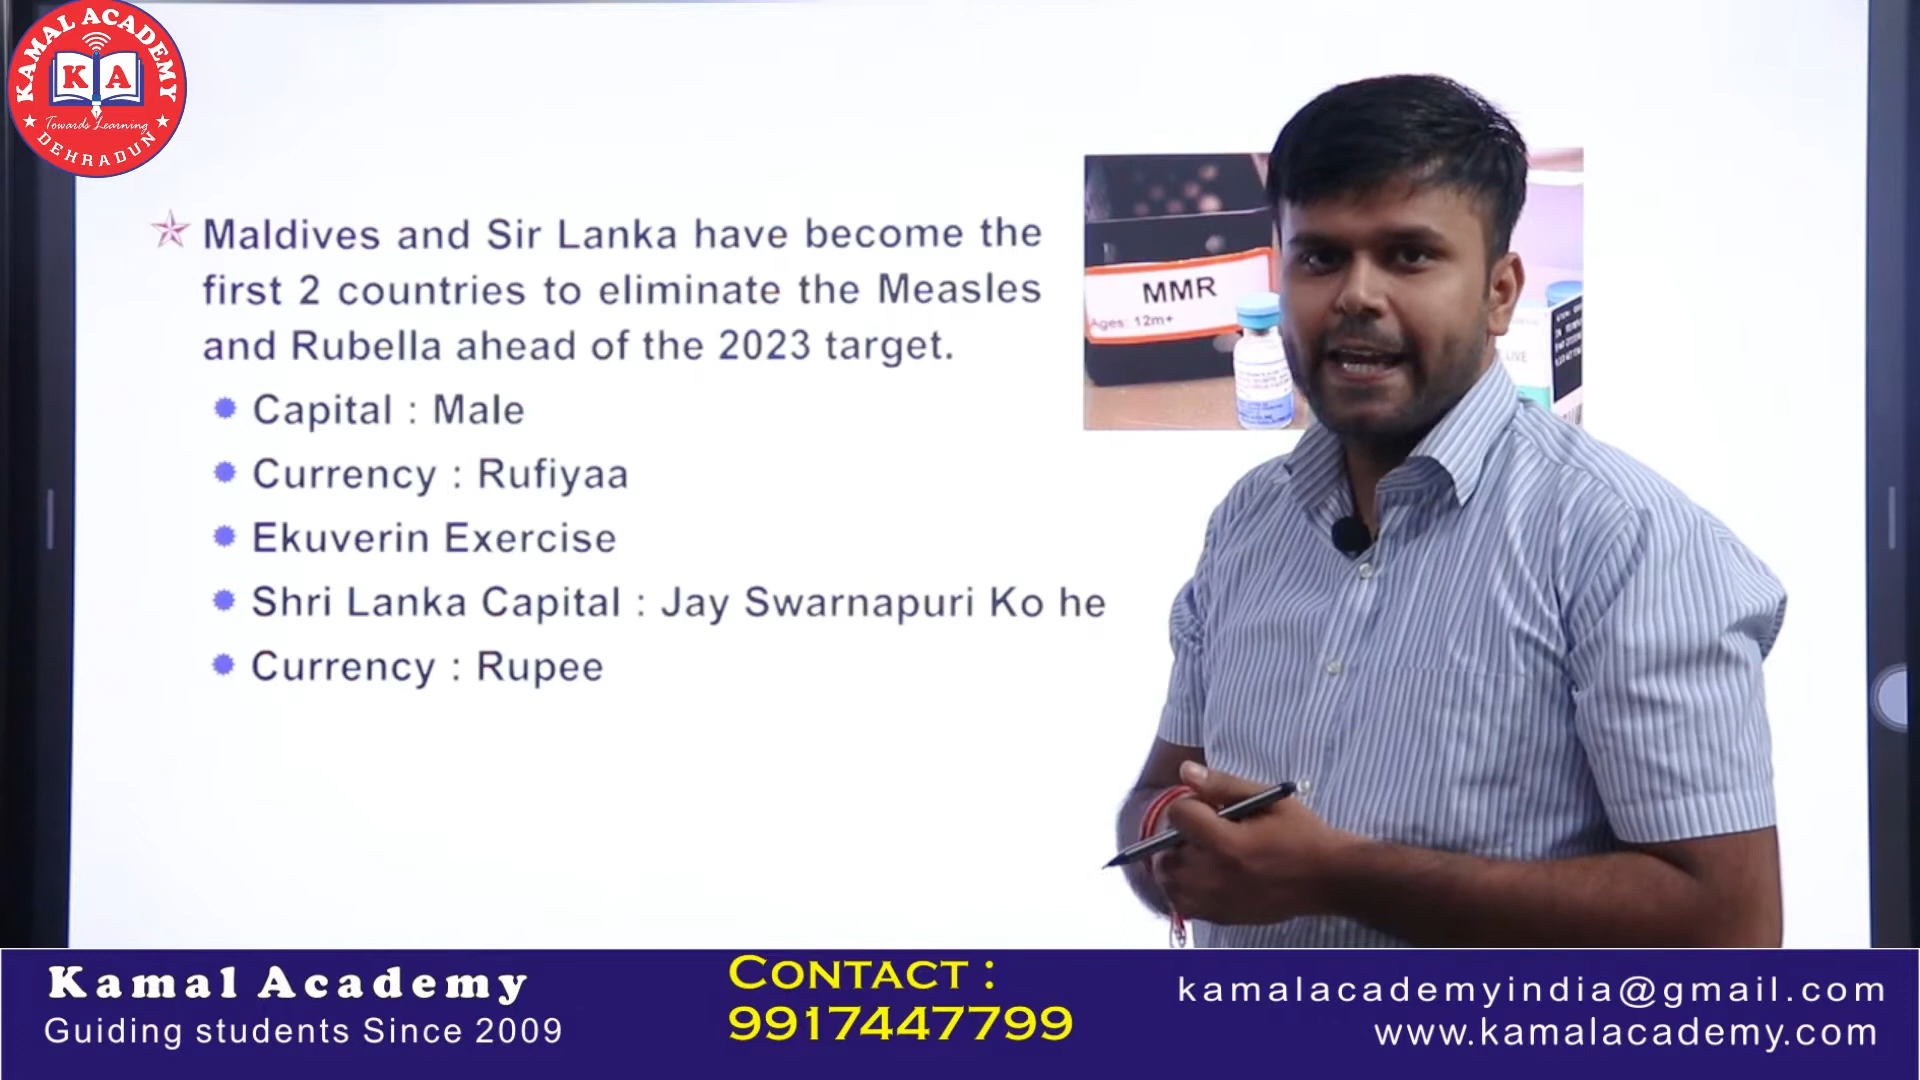 KAMAL ACADEMY
K A
Towards Learning
DEHRADUN
Maldives and Sir Lanka have become the
first 2 countries to eliminate the Measles
and Rubella ahead of the 2023 target.
Capital : Male
Currency : Rufiyaa
Ekuverin Exercise
Shri Lanka Capital : Jay Swarnapuri Ko he
Currency : Rupee
MMR
Ages: 12m+
LIVE
Kamal Academy
Guiding students Since 2009
CONTACT :
9917447799
kamalacademyindia@gmail.com
www.kamalacademy.com